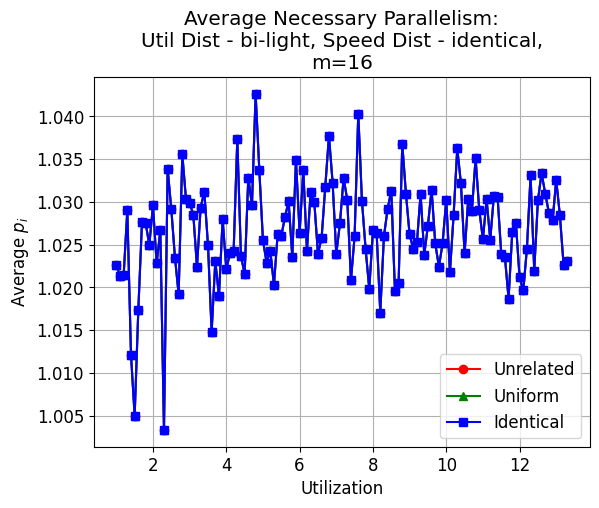 Average Necessary Parallelism:
Util Dist - bi-light, Speed Dist - identical,
m=16
1.040
1.035
1.030
1.025
1.020
1.015
1.010
1.005
Average pᵢ
2 4 6 8 10 12
Utilization
Unrelated
Uniform
Identical